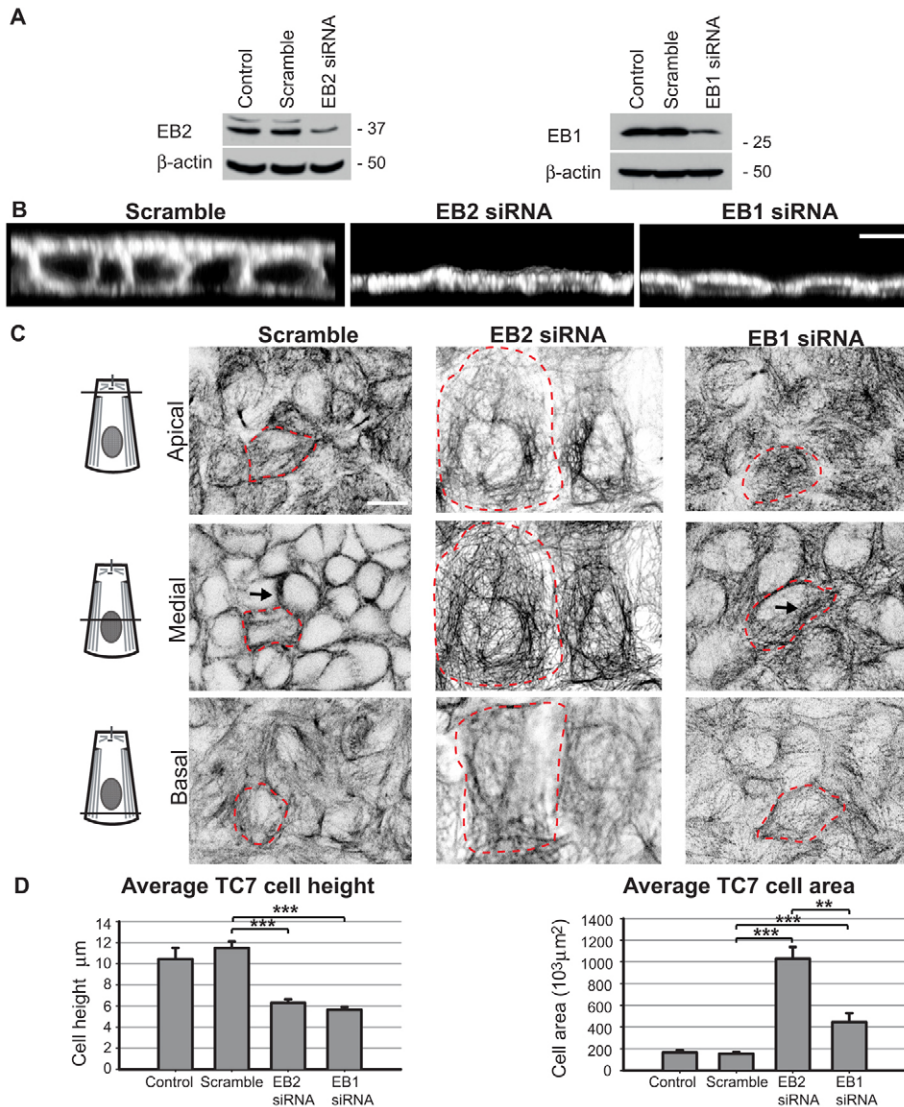 A
Control
Scramble
EB2 siRNA
EB2
- 37
β-actin
- 50
Control
Scramble
EB1 siRNA
EB1
- 25
β-actin
- 50
B
Scramble
EB2 siRNA
EB1 siRNA
C
Scramble
EB2 siRNA
EB1 siRNA
Apical
Medial
Basal
D
Average TC7 cell height
Cell height μm
14
12
10
8
6
4
2
0
***
***
Control
Scramble
EB2
siRNA
EB1
siRNA
Average TC7 cell area
Cell area (10³μm2)
1400
1200
1000
800
600
400
200
0
**
***
***
Control
Scramble
EB2
siRNA
EB1
siRNA